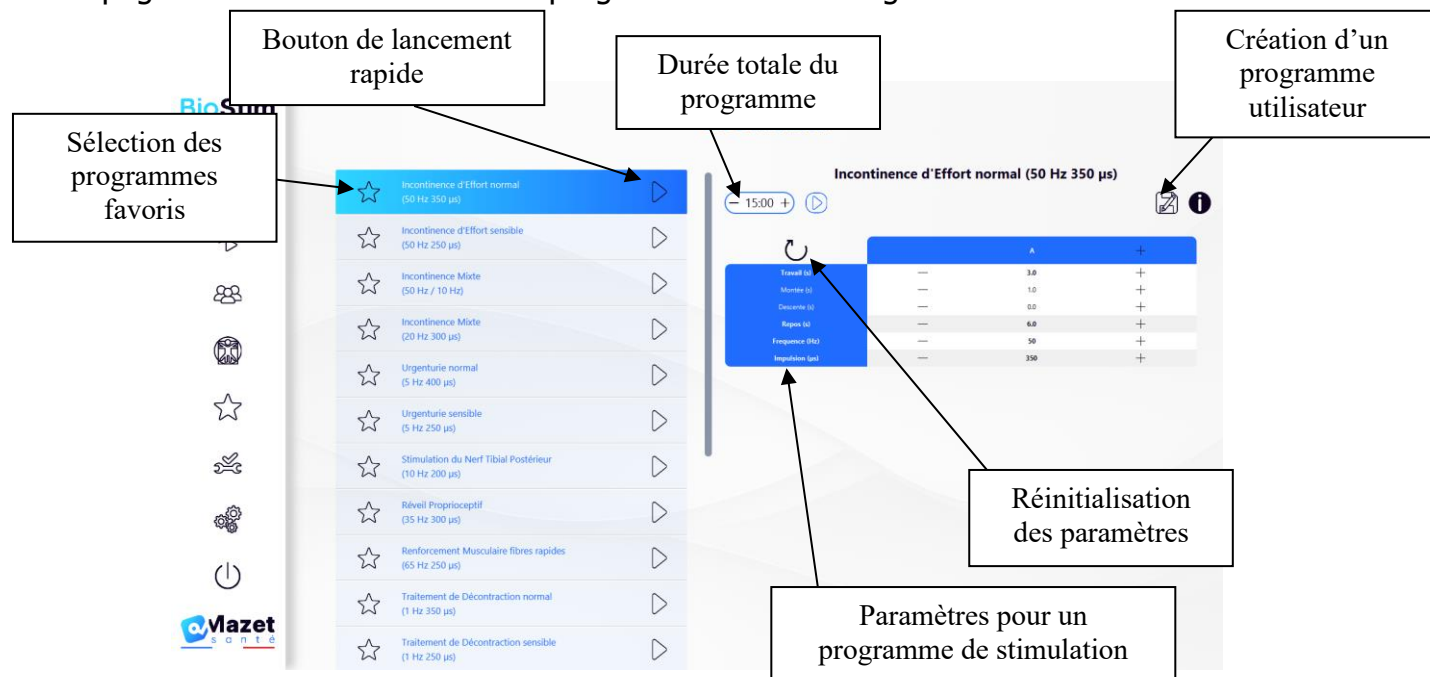 Bouton de lancement
rapide
Durée totale du
programme
Création d’un
programme
utilisateur
BioStim
Sélection des
programmes
favoris
Incontinence d'Effort normal
(50 Hz 350 µs)
Incontinence d'Effort sensible
(50 Hz 250 µs)
Incontinence Mixte
(50 Hz / 10 Hz)
Incontinence Mixte
(20 Hz 300 µs)
Urgenturie normal
(5 Hz 400 µs)
Urgenturie sensible
(5 Hz 250 µs)
Stimulation du Nerf Tibial Postérieur
(10 Hz 200 µs)
Réveil Proprioceptif
(35 Hz 300 µs)
Renforcement Musculaire fibres rapides
(65 Hz 250 µs)
Traitement de Décontraction normal
(1 Hz 350 µs)
Traitement de Décontraction sensible
(1 Hz 250 µs)
Incontinence d'Effort normal (50 Hz 350 µs)
— 15:00 +
A +
Travail (s) — 3.0 +
Montée (s) — 1.0 +
Descente (s) — 0.0 +
Repos (s) — 6.0 +
Frequence (Hz) — 50 +
Impulsion (µs) — 350 +
Réinitialisation
des paramètres
Paramètres pour un
programme de stimulation
Mazet
santé